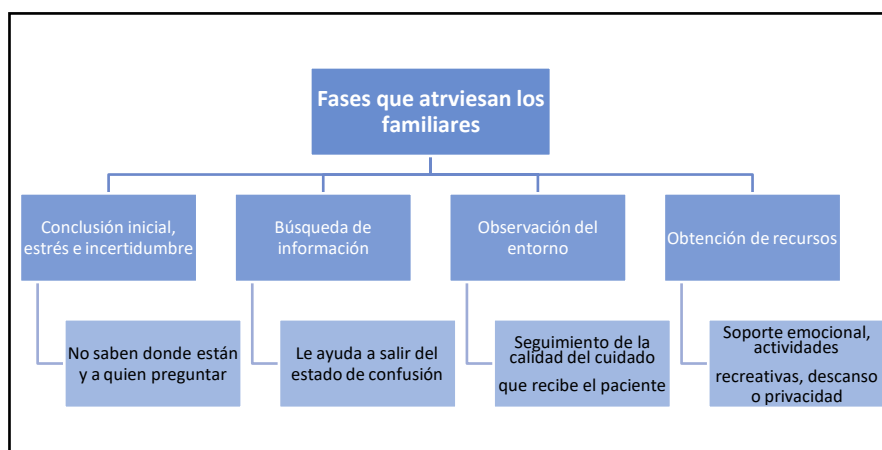 Fases que atrviesan los
familiares
Conclusión inicial,
estrés e incertidumbre
Búsqueda de
información
Observación del
entorno
Obtención de recursos
No saben donde están
y a quien preguntar
Le ayuda a salir del
estado de confusión
Seguimiento de la
calidad del cuidado
que recibe el paciente
Soporte emocional,
actividades
recreativas, descanso
o privacidad